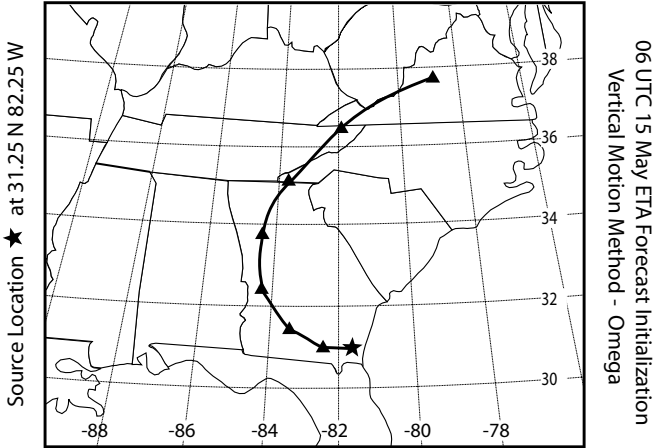 Source Location ★ at 31.25 N 82.25 W
06 UTC 15 May ETA Forecast Initialization
Vertical Motion Method - Omega
38
36
34
32
30
-88 -86 -84 -82 -80 -78